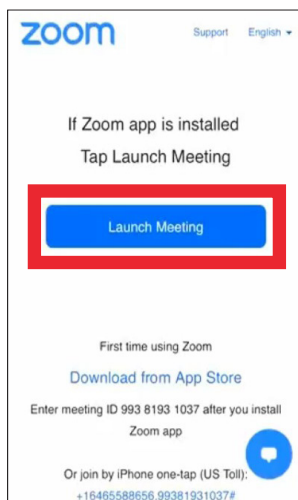 zoom
Support English
If Zoom app is installed
Tap Launch Meeting
Launch Meeting
First time using Zoom
Download from App Store
Enter meeting ID 993 8193 1037 after you install
Zoom app
Or join by iPhone one-tap (US Toll):
+16465588656,99381931037#